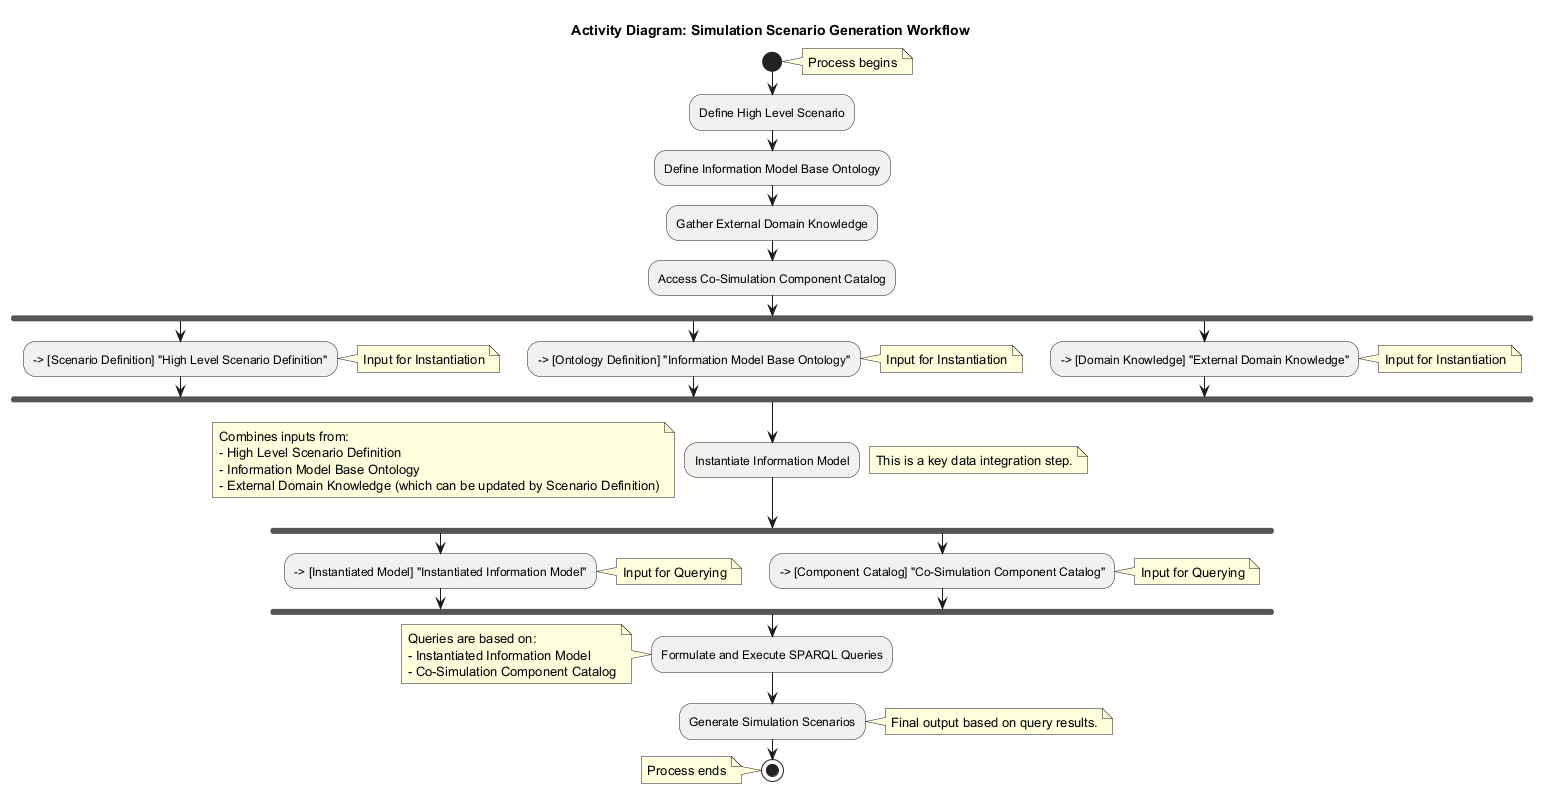 Activity Diagram: Simulation Scenario Generation Workflow
Process begins
Define High Level Scenario
Define Information Model Base Ontology
Gather External Domain Knowledge
Access Co-Simulation Component Catalog
-> [Scenario Definition] "High Level Scenario Definition"
Input for Instantiation
-> [Ontology Definition] "Information Model Base Ontology"
Input for Instantiation
-> [Domain Knowledge] "External Domain Knowledge"
Input for Instantiation
Combines inputs from:
- High Level Scenario Definition
- Information Model Base Ontology
- External Domain Knowledge (which can be updated by Scenario Definition)
Instantiate Information Model
This is a key data integration step.
-> [Instantiated Model] "Instantiated Information Model"
Input for Querying
-> [Component Catalog] "Co-Simulation Component Catalog"
Input for Querying
Queries are based on:
- Instantiated Information Model
- Co-Simulation Component Catalog
Formulate and Execute SPARQL Queries
Generate Simulation Scenarios
Final output based on query results.
Process ends